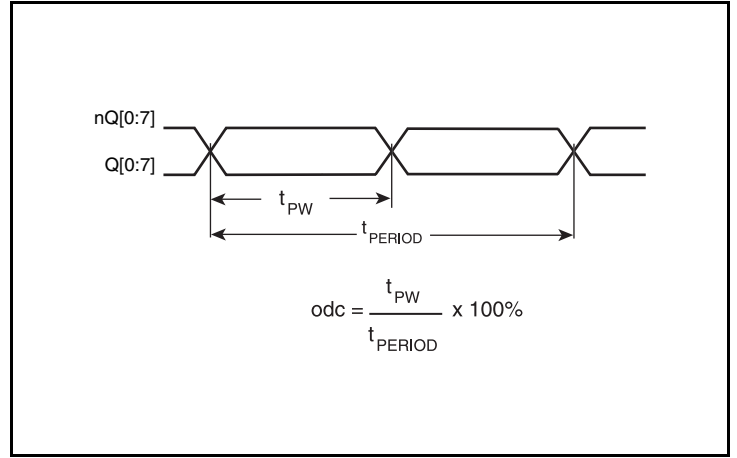 nQ[0:7]
Q[0:7]
tPW
tPERIOD
odc = tPW / tPERIOD x 100%